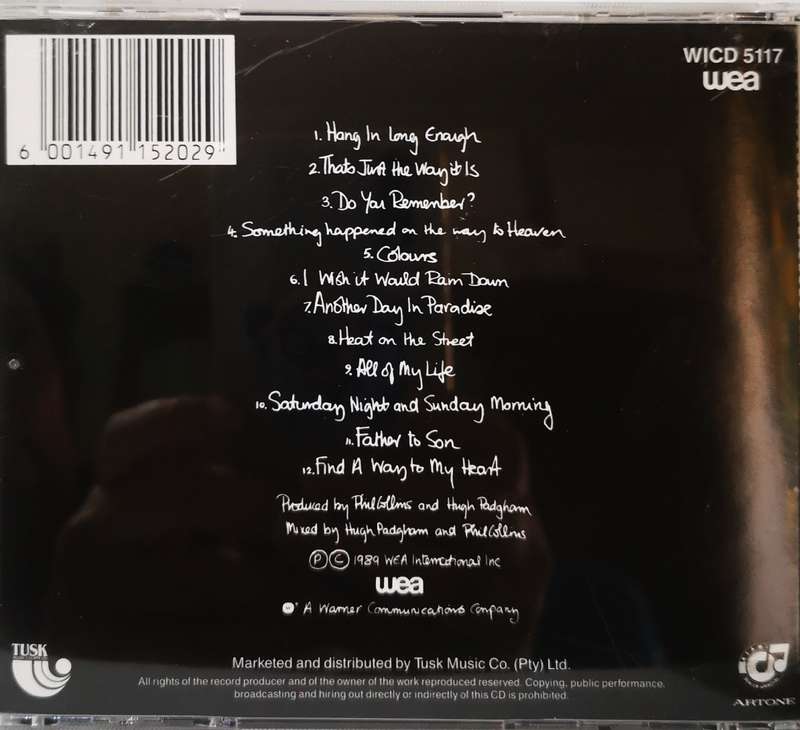 WICD 5117
wea
6 001491 152029
1. Hang In Long Enough
2. Thats Just the Way it Is
3. Do You Remember?
4. Something happened on the way to Heaven
5. Colours
6. I Wish it Would Rain Down
7. Another Day In Paradise
8. Heat on the Street
9. All of My Life
10. Saturday Night and Sunday Morning
11. Father to Son
12. Find A Way to My Heart
Produced by Phil Collins and Hugh Padgham
Mixed by Hugh Padgham and Phil Collins
Ⓟ Ⓒ 1989 WEA International Inc
wea
A Warner Communications Company
TUSK
Marketed and distributed by Tusk Music Co. (Pty) Ltd.
All rights of the record producer and of the owner of the work reproduced reserved. Copying, public performance,
broadcasting and hiring out directly or indirectly of this CD is prohibited.
ARTONE